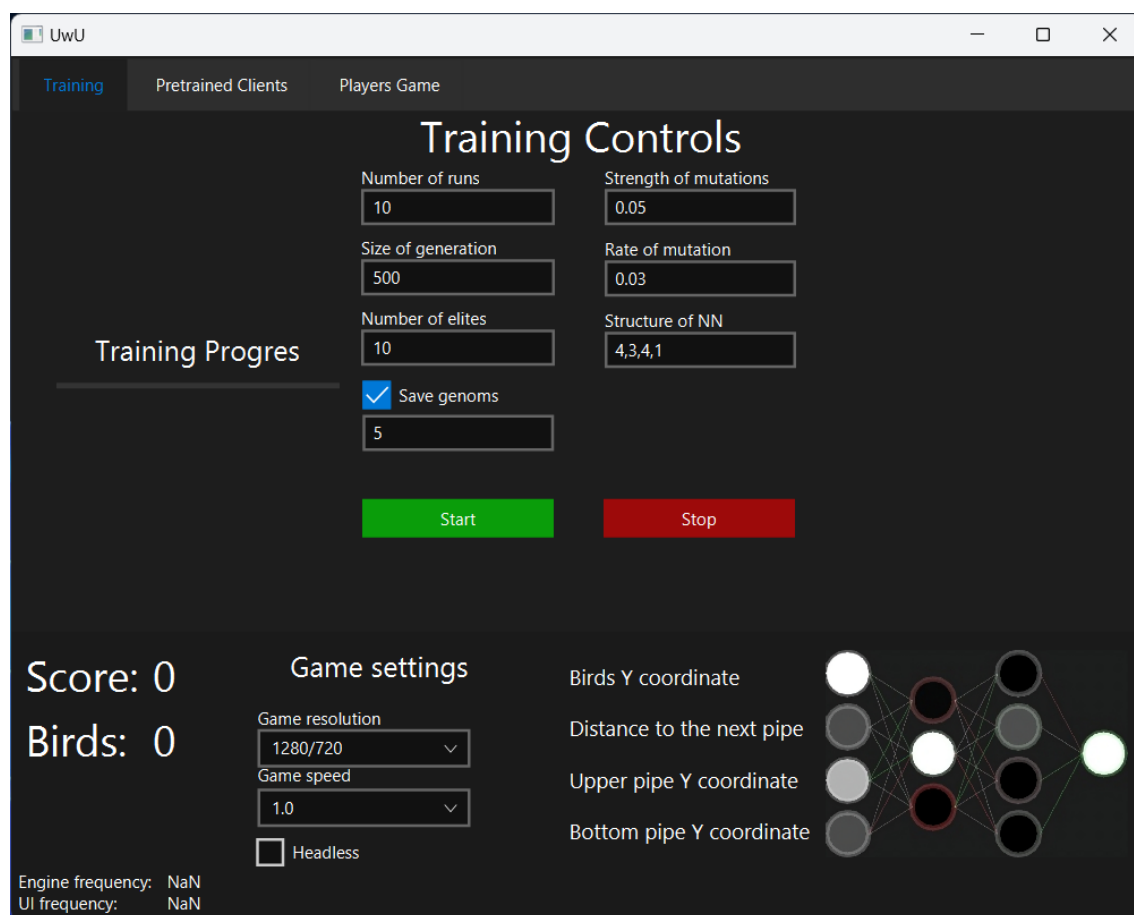 UwU
Training Pretrained Clients Players Game
Training Controls
Number of runs
10
Strength of mutations
0.05
Size of generation
500
Rate of mutation
0.03
Number of elites
10
Structure of NN
4,3,4,1
Training Progres
Save genoms
5
Start
Stop
Score: 0
Birds: 0
Game settings
Game resolution
1280/720
Game speed
1.0
Headless
Birds Y coordinate
Distance to the next pipe
Upper pipe Y coordinate
Bottom pipe Y coordinate
Engine frequency: NaN
UI frequency: NaN